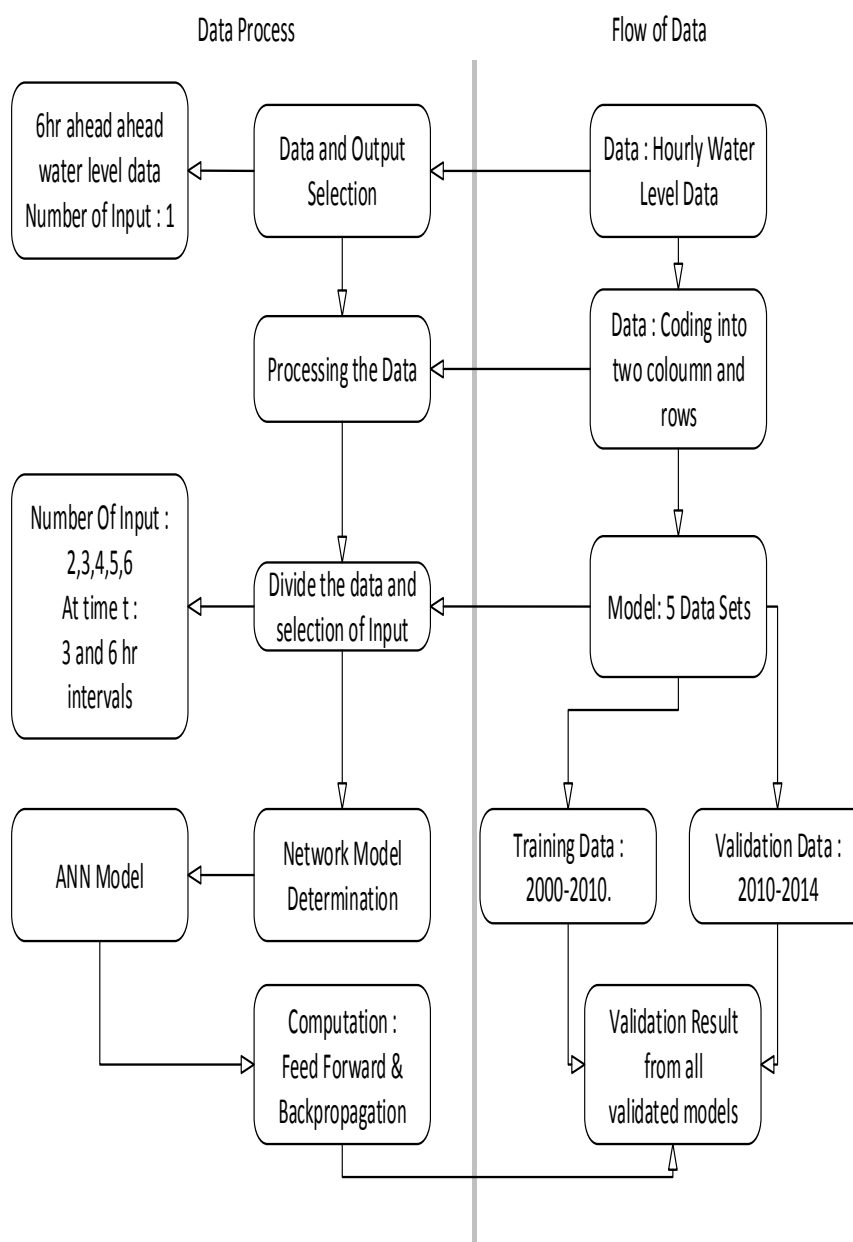 Data Process
Flow of Data
6hr ahead ahead
water level data
Number of Input : 1
Data and Output
Selection
Data : Hourly Water
Level Data
Processing the Data
Data : Coding into
two coloumn and
rows
Number Of Input :
2,3,4,5,6
At time t :
3 and 6 hr
intervals
Divide the data and
selection of Input
Model: 5 Data Sets
ANN Model
Network Model
Determination
Training Data :
2000-2010.
Validation Data :
2010-2014
Computation :
Feed Forward &
Backpropagation
Validation Result
from all
validated models